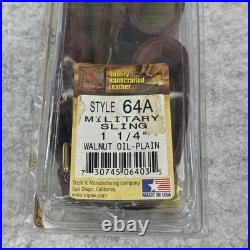 Quality
Handcrafted
Leather
STYLE 64A
MILITARY
SLING
1 1/4"
WALNUT OIL-PLAIN
7 30745 06403 5
Triple K Manufacturing Company
San Diego, California
MADE IN USA